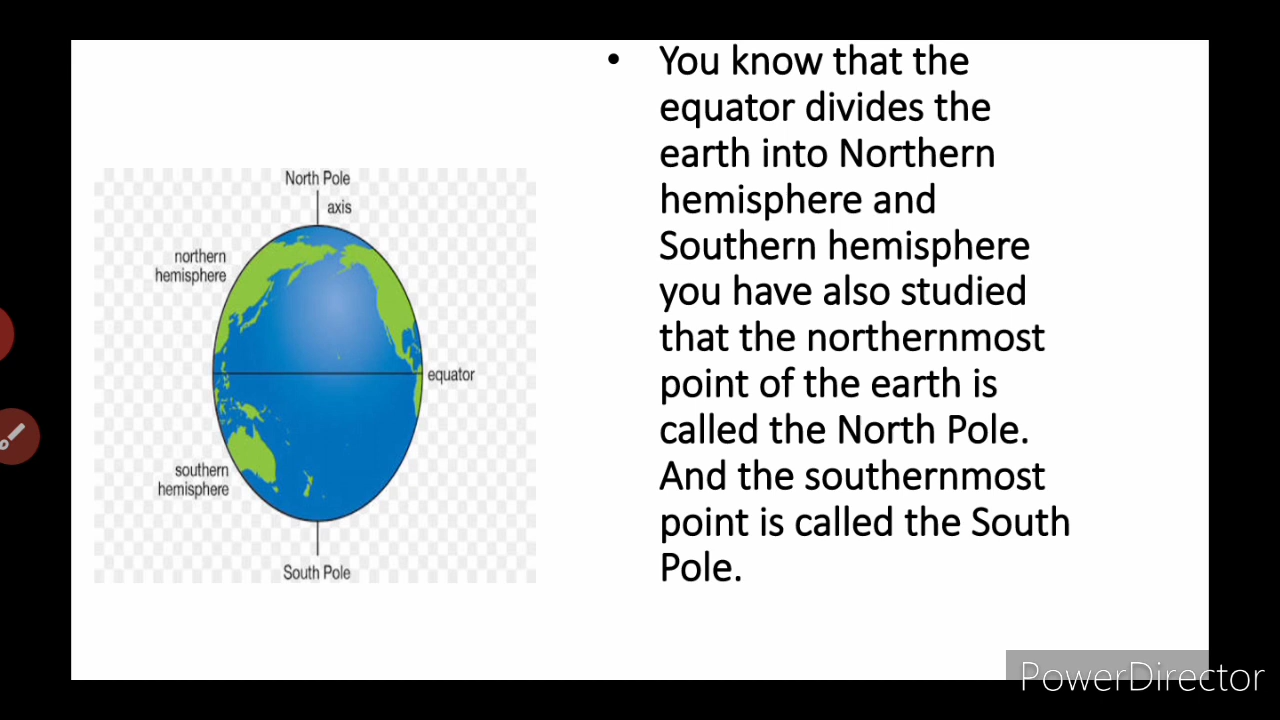 North Pole
axis
northern
hemisphere
equator
southern
hemisphere
South Pole
• You know that the
equator divides the
earth into Northern
hemisphere and
Southern hemisphere
you have also studied
that the northernmost
point of the earth is
called the North Pole.
And the southernmost
point is called the South
Pole.
PowerDirector